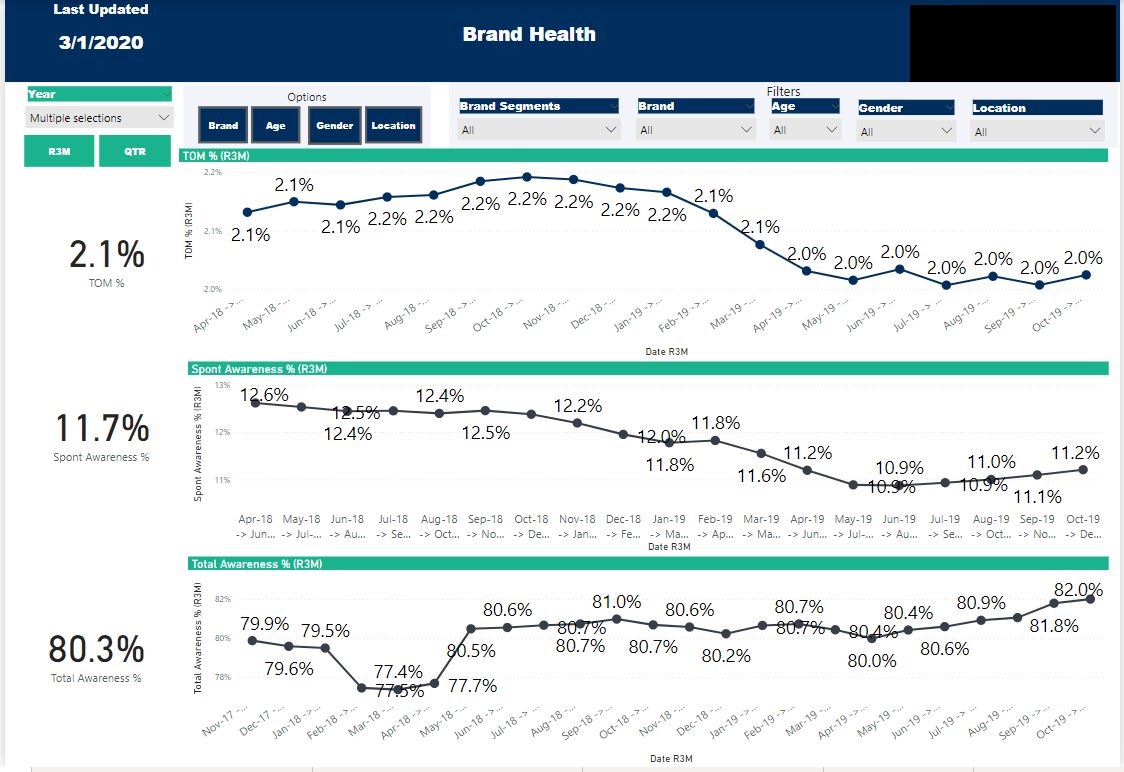 Last Updated
3/1/2020
Brand Health
Year
Multiple selections
R3M QTR
Options
Brand Age Gender Location
Filters
Brand Segments Brand Age Gender Location
All All All All All
TOM % (R3M)
2.1%
TOM %
TOM % (R3M)
2.2%
2.1%
2.0%
2.1% 2.1% 2.1% 2.2% 2.2% 2.2% 2.2% 2.2% 2.2% 2.2% 2.1% 2.1% 2.0% 2.0% 2.0% 2.0% 2.0% 2.0% 2.0%
Apr-18 ->... May-18 -... Jun-18 ->... Jul-18 ->... Aug-18 -... Sep-18 -... Oct-18 ->... Nov-18 -... Dec-18 -... Jan-19 ->... Feb-19 ->... Mar-19 -... Apr-19 ->... May-19 -... Jun-19 ->... Jul-19 ->... Aug-19 -... Sep-19 ->... Oct-19 ->...
Date R3M
Spont Awareness % (R3M)
11.7%
Spont Awareness %
Spont Awareness % (R3M)
13%
12%
11%
12.6% 12.5% 12.4% 12.4% 12.5% 12.2% 12.0% 11.8% 11.8% 11.6% 11.2% 10.9% 10.9% 10.9% 11.0% 11.1% 11.2%
Apr-18 May-18 Jun-18 Jul-18 Aug-18 Sep-18 Oct-18 Nov-18 Dec-18 Jan-19 Feb-19 Mar-19 Apr-19 May-19 Jun-19 Jul-19 Aug-19 Sep-19 Oct-19
-> Jun... -> Jul-... -> Au... -> Se... -> Oct... -> No... -> De... -> Jan... -> Fe... -> Ma... -> Ap... -> Ma... -> Jun... -> Jul-... -> Au... -> Se... -> Oct... -> No... -> De...
Date R3M
Total Awareness % (R3M)
80.3%
Total Awareness %
Total Awareness % (R3M)
82%
80%
78%
79.9% 79.6% 79.5% 77.5% 77.4% 77.7% 80.5% 80.6% 80.7% 80.7% 81.0% 80.7% 80.6% 80.2% 80.7% 80.7% 80.4% 80.0% 80.4% 80.6% 80.9% 81.8% 82.0%
Nov-17 -... Dec-17 -... Jan-18 ->... Feb-18 ->... Mar-18 -... Apr-18 ->... May-18 -... Jun-18 ->... Jul-18 ->... Aug-18 -... Sep-18 ->... Oct-18 ->... Nov-18 -... Dec-18 -... Jan-19 ->... Feb-19 ->... Mar-19 -... Apr-19 ->... May-19 -... Jun-19 ->... Jul-19 ->... Aug-19 -... Sep-19 -... Oct-19 ->...
Date R3M